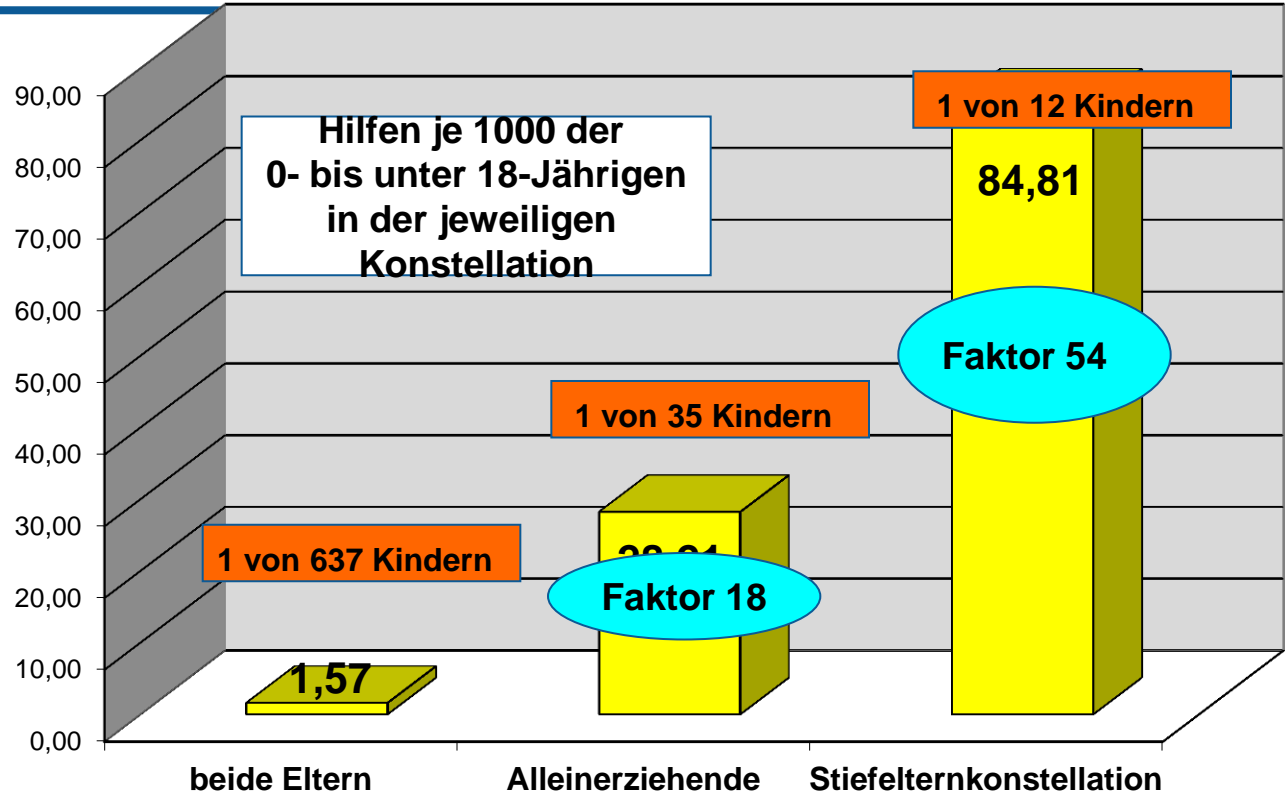 90,00
80,00
70,00
60,00
50,00
40,00
30,00
20,00
10,00
0,00
Hilfen je 1000 der
0- bis unter 18-Jährigen
in der jeweiligen
Konstellation
1 von 12 Kindern
84,81
Faktor 54
1 von 35 Kindern
Faktor 18
1 von 637 Kindern
1,57
beide Eltern
Alleinerziehende
Stiefelternkonstellation